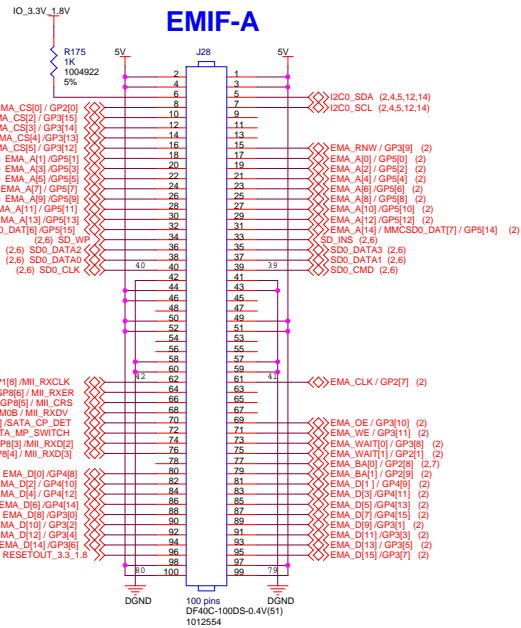 EMIF-A
IO_3.3V_1.8V
R175
1K
1004922
5%
5V
J28
5V
2 1
4 3
6 5 I2C0_SDA (2,4,5,12,14)
EMA_CS[0] / GP2[0] 8 7 I2C0_SCL (2,4,5,12,14)
EMA_CS[2] / GP3[15] 10 9
EMA_CS[3] / GP3[14] 12 11
EMA_CS[4] / GP3[13] 14 13
EMA_CS[5] / GP3[12] 16 15 EMA_RNW / GP3[9] (2)
EMA_A[1] / GP5[1] 18 17 EMA_A[0] / GP5[0] (2)
EMA_A[3] / GP5[3] 20 19 EMA_A[2] / GP5[2] (2)
EMA_A[5] / GP5[5] 22 21 EMA_A[4] / GP5[4] (2)
EMA_A[7] / GP5[7] 24 23 EMA_A[6] /GP5[6] (2)
EMA_A[9] / GP5[9] 26 25 EMA_A[8] / GP5[8] (2)
EMA_A[11] / GP5[11] 28 27 EMA_A[10] /GP5[10] (2)
EMA_A[13] /GP5[13] 30 29 EMA_A[12] /GP5[12] (2)
0_DAT[6] /GP5[15] 32 31 EMA_A[14] / MMCSD0_DAT[7] / GP5[14] (2)
(2,6) SD_WP 34 33 SD_INS (2,6)
(2,6) SD0_DATA2 36 35 SD0_DATA3 (2,6)
(2,6) SD0_DATA0 38 37 SD0_DATA1 (2,6)
(2,6) SD0_CLK 40 40 39 39 SD0_CMD (2,6)
42 41
44 43
46 45
48 47
50 49
52 51
54 53
56 55
58 57
60 59
P1[8] /MII_RXCLK 42 62 61 41 EMA_CLK / GP2[7] (2)
GP8[6] / MII_RXER 64 63
GP8[5] / MII_CRS 66 65
M0B / MII_RXDV 68 67
] /SATA_CP_DET 70 69 EMA_OE / GP3[10] (2)
TA_MP_SWITCH 72 71 EMA_WE / GP3[11] (2)
P8[3] /MII_RXD[2] 74 73 EMA_WAIT[0] / GP3[8] (2)
P8[4] / MII_RXD[3] 76 75 EMA_WAIT[1] / GP2[1] (2)
78 77 EMA_BA[0] / GP2[8] (2,7)
EMA_D[0] /GP4[8] 80 79 EMA_BA[1] / GP2[9] (2)
EMA_D[2] / GP4[10] 82 81 EMA_D[1] / GP4[9] (2)
EMA_D[4] / GP4[12] 84 83 EMA_D[3] /GP4[11] (2)
EMA_D[6] /GP4[14] 86 85 EMA_D[5] /GP4[13] (2)
EMA_D[8] / GP3[0] 88 87 EMA_D[7] /GP4[15] (2)
EMA_D[10] / GP3[2] 90 89 EMA_D[9] /GP3[1] (2)
EMA_D[12] / GP3[4] 92 91 EMA_D[11] /GP3[3] (2)
EMA_D[14] /GP3[6] 94 93 EMA_D[13] / GP3[5] (2)
RESETOUT_3.3_1.8 96 95 EMA_D[15] /GP3[7] (2)
98 97
80 100 99 79
DGND
100 pins
DGND
DF40C-100DS-0.4V(51)
1012554